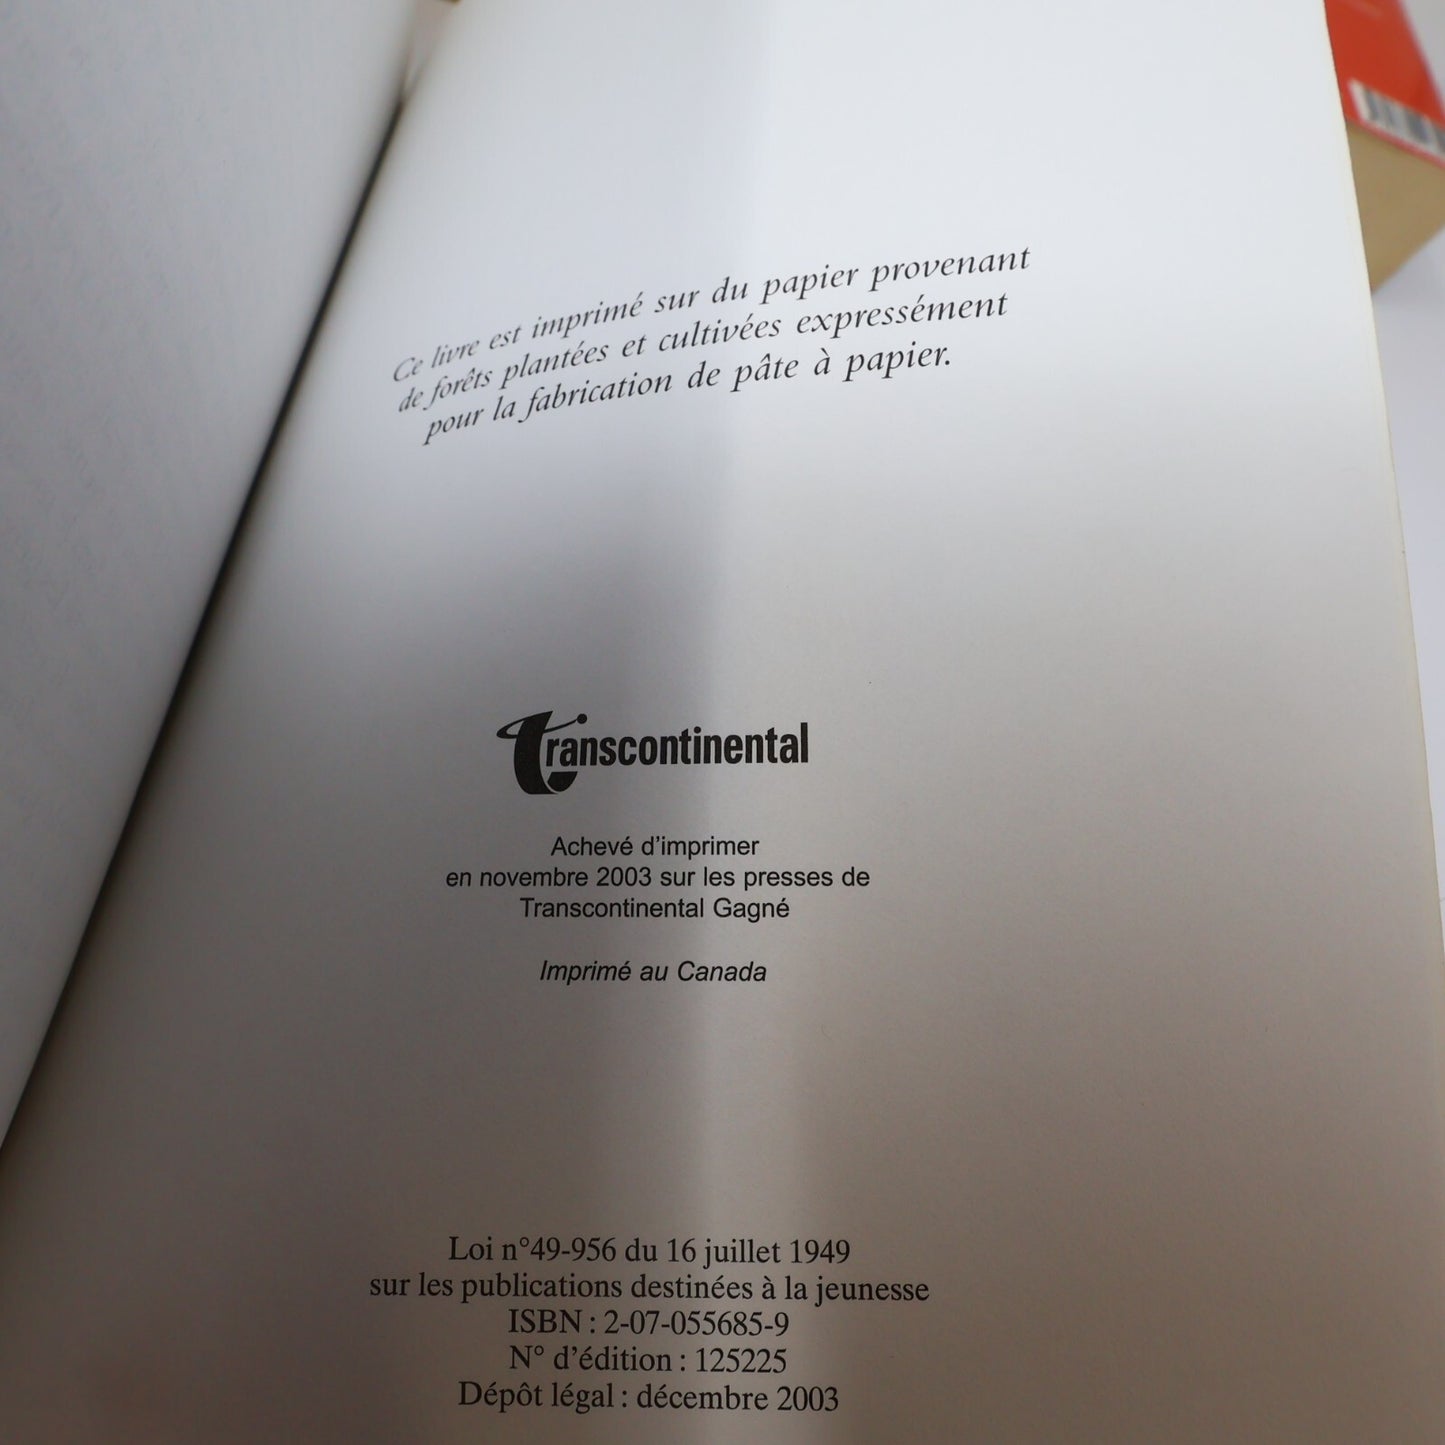 Ce livre est imprimé sur du papier provenant
de forêts plantées et cultivées expressément
pour la fabrication de pâte à papier.
Transcontinental
Achevé d'imprimer
en novembre 2003 sur les presses de
Transcontinental Gagné
Imprimé au Canada
Loi n°49-956 du 16 juillet 1949
sur les publications destinées à la jeunesse
ISBN : 2-07-055685-9
N° d'édition : 125225
Dépôt légal : décembre 2003